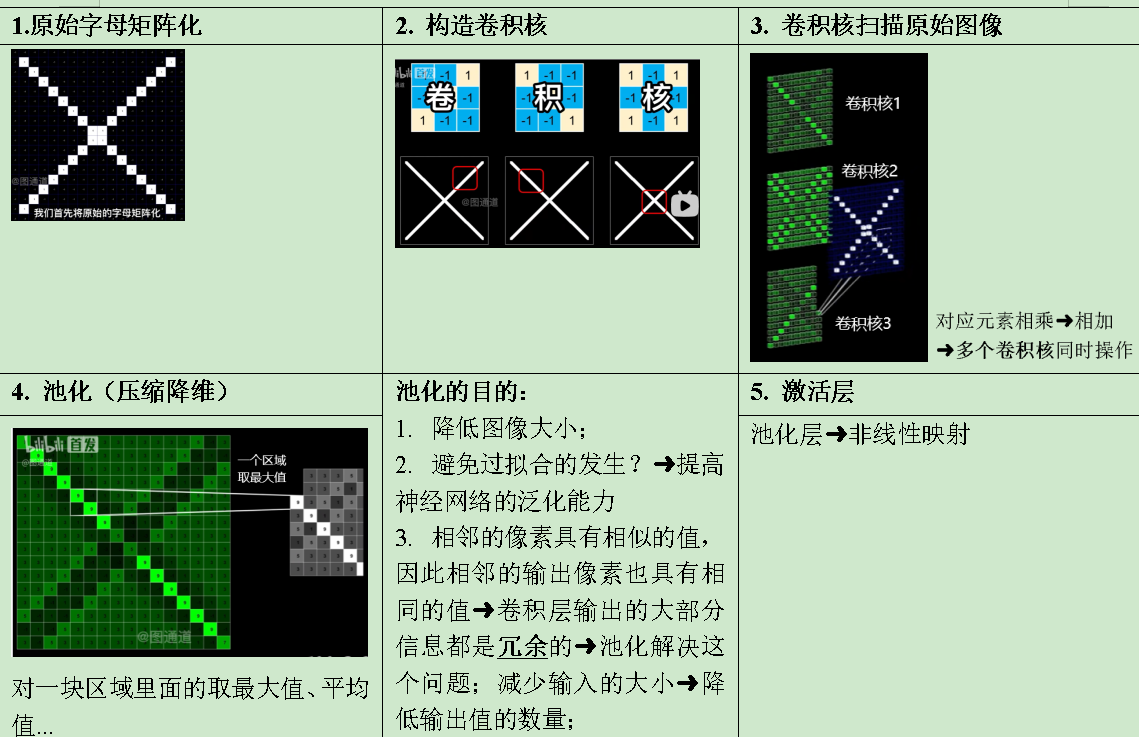 1.原始字母矩阵化
2. 构造卷积核
3. 卷积核扫描原始图像
@图通道
我们首先将原始的字母矩阵化
首发
-1 1
1 -1 -1
1 -1 1
卷
积
核
-1 -1
-1 -1
-1 -1
1 -1 -1
-1 -1 1
1 -1 1
@图通道
卷积核1
卷积核2
卷积核3
对应元素相乘➜相加
➜多个卷积核同时操作
4. 池化（压缩降维）
bilibili 首发
一个区域
取最大值
@图通道
对一块区域里面的取最大值、平均
值...
池化的目的：
1. 降低图像大小；
2. 避免过拟合的发生？➜提高
神经网络的泛化能力
3. 相邻的像素具有相似的值，
因此相邻的输出像素也具有相
同的值➜卷积层输出的大部分
信息都是冗余的➜池化解决这
个问题；减少输入的大小➜降
低输出值的数量；
5. 激活层
池化层➜非线性映射